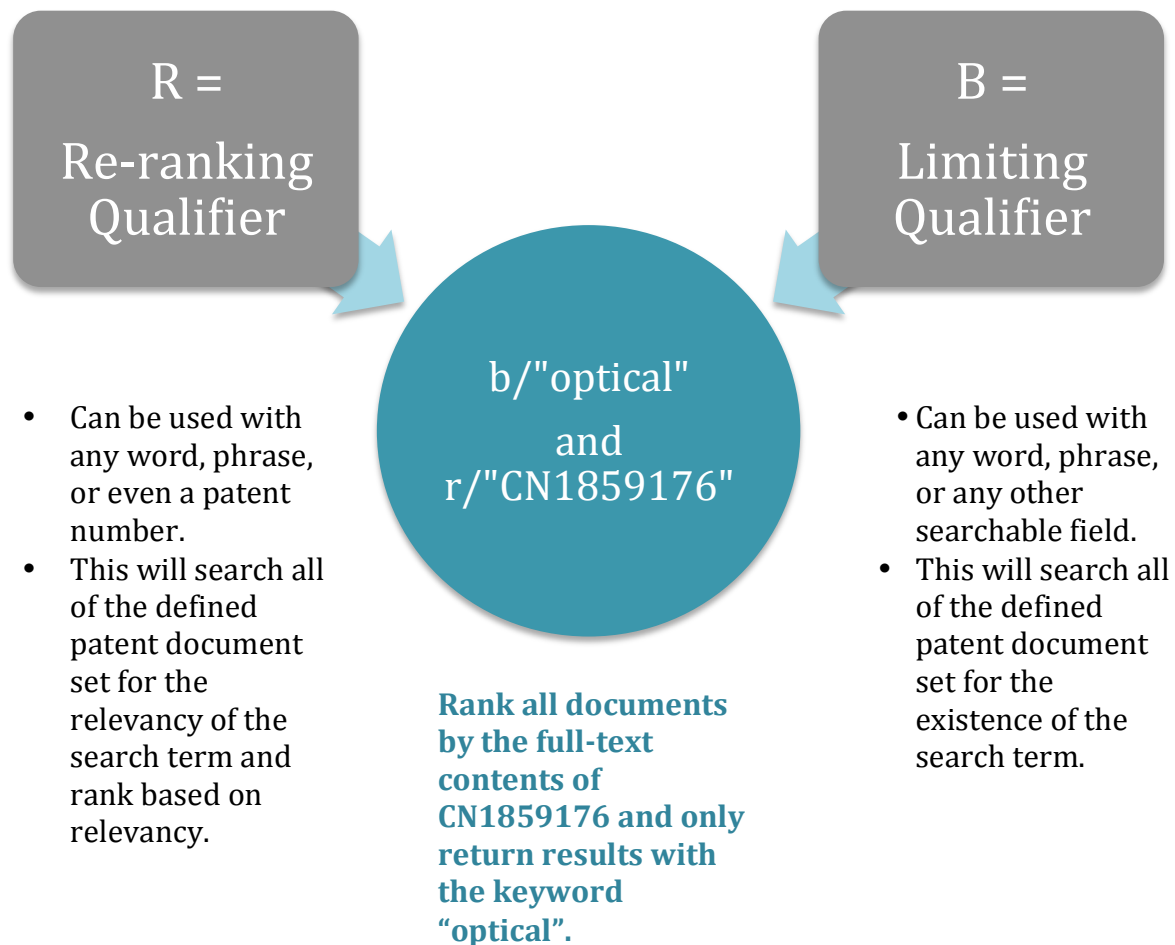 R =
Re-ranking
Qualifier
B =
Limiting
Qualifier
b/"optical"
and
r/"CN1859176"
• Can be used with
any word, phrase,
or even a patent
number.
• This will search all
of the defined
patent document
set for the
relevancy of the
search term and
rank based on
relevancy.
Rank all documents
by the full-text
contents of
CN1859176 and only
return results with
the keyword
“optical”.
• Can be used with
any word, phrase,
or any other
searchable field.
• This will search all
of the defined
patent document
set for the
existence of the
search term.